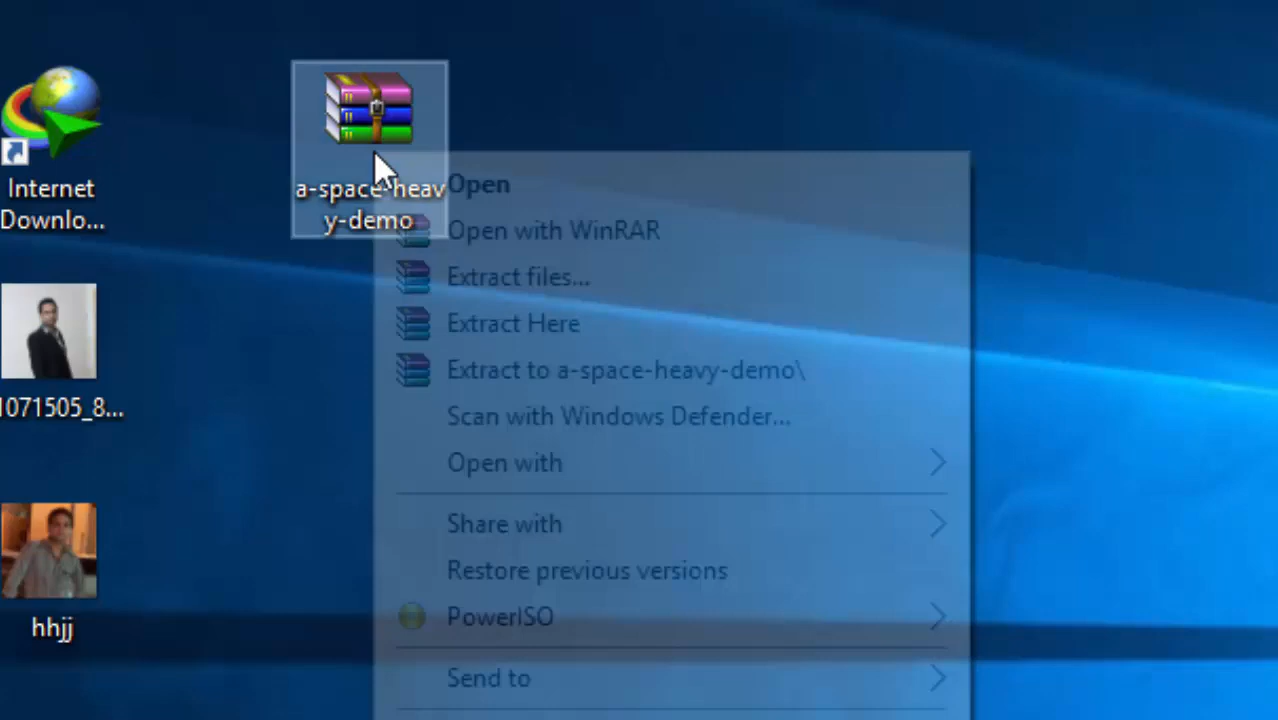 Internet
Downlo...
a-space-heav
y-demo
1071505_8...
hhjj
Open
Open with WinRAR
Extract files...
Extract Here
Extract to a-space-heavy-demo\
Scan with Windows Defender...
Open with
Share with
Restore previous versions
PowerISO
Send to